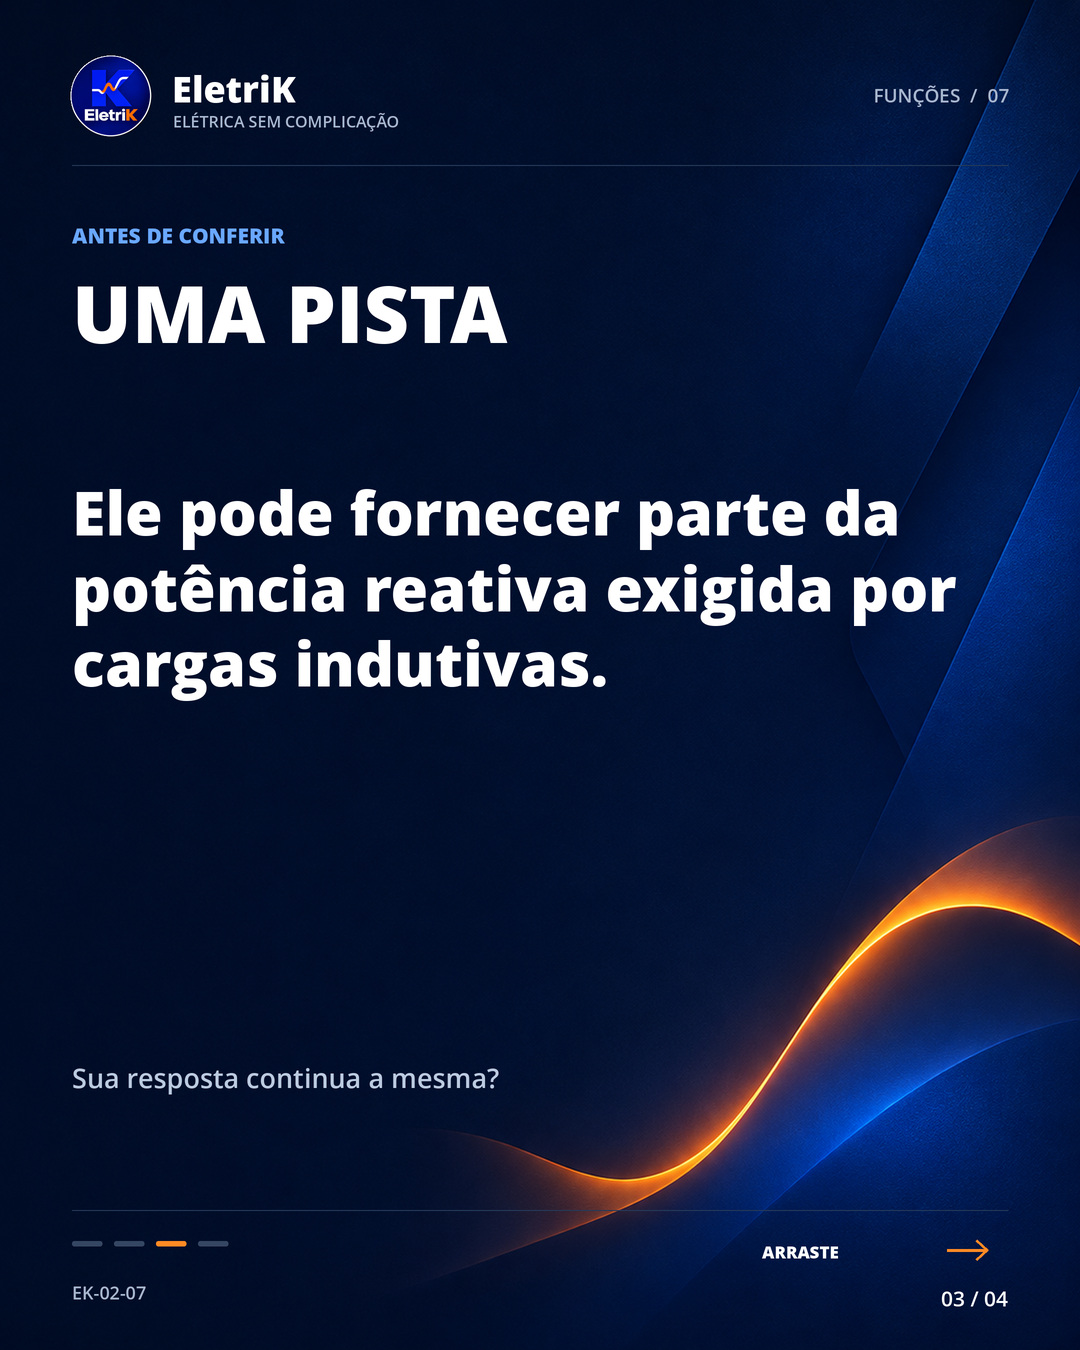 EletriK
EletriK
ELÉTRICA SEM COMPLICAÇÃO
FUNÇÕES / 07
ANTES DE CONFERIR
UMA PISTA
Ele pode fornecer parte da
potência reativa exigida por
cargas indutivas.
Sua resposta continua a mesma?
ARRASTE
EK-02-07
03 / 04